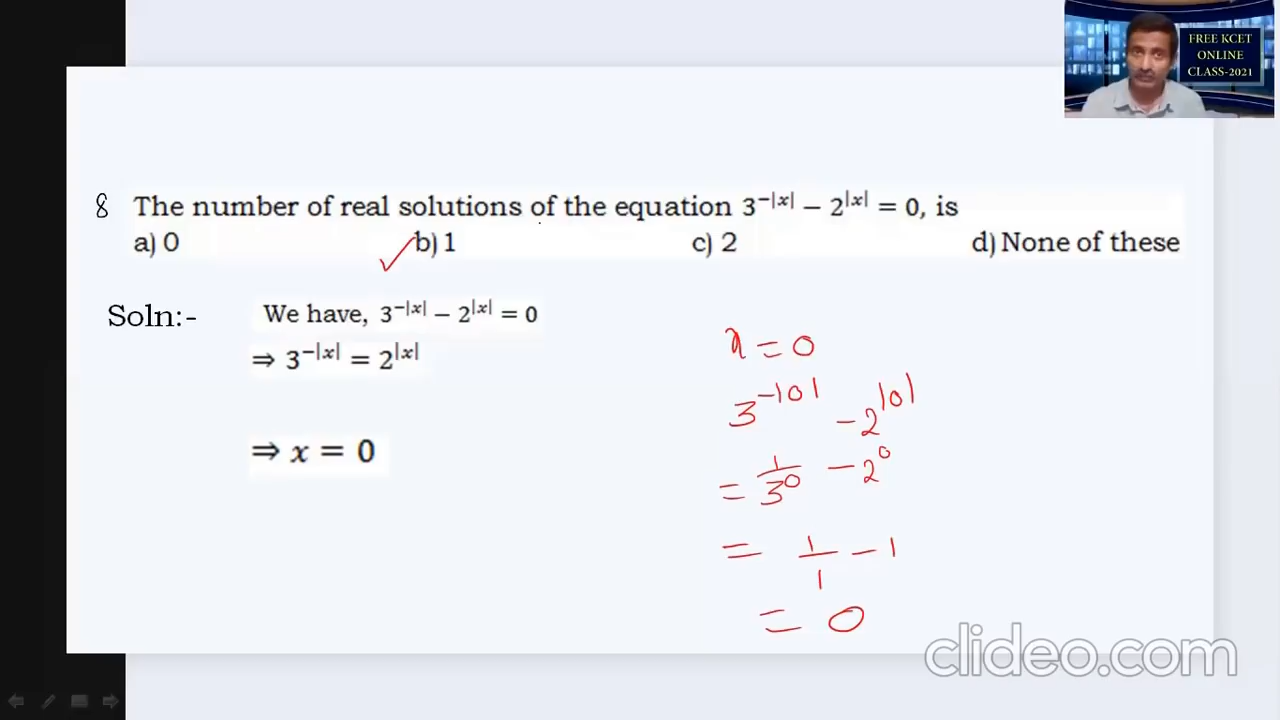 FREE KCET
ONLINE
CLASS-2021
8 The number of real solutions of the equation 3^{-|x|} − 2^{|x|} = 0, is
a) 0 b) 1 c) 2 d) None of these
Soln:- We have, 3^{-|x|} − 2^{|x|} = 0
⇒ 3^{-|x|} = 2^{|x|}
⇒ x = 0
x = 0
3^{-|0|} − 2^{|0|}
= 1/3^0 − 2^0
= 1/1 − 1
= 0
clideo.com